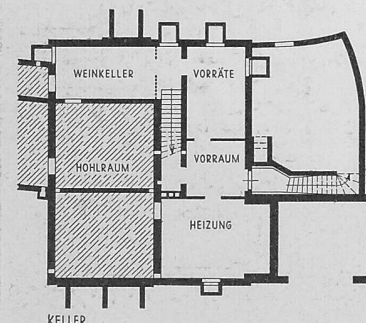 WEINKELLER
VORRÄTE
HOHLRAUM
VORRAUM
HEIZUNG
KELLER